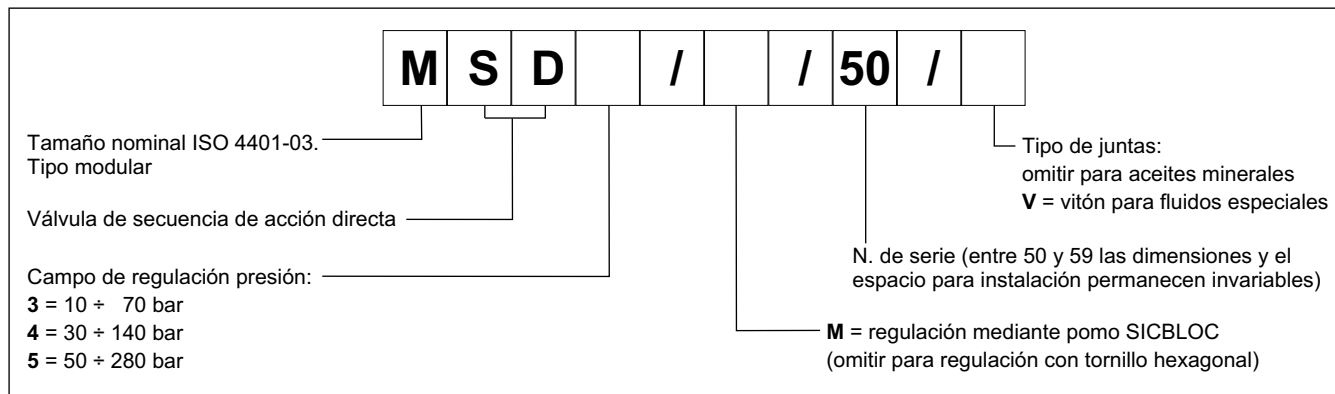 M S D / / 50 /
Tamaño nominal ISO 4401-03.
Tipo modular
Válvula de secuencia de acción directa
Campo de regulación presión:
3 = 10 ÷ 70 bar
4 = 30 ÷ 140 bar
5 = 50 ÷ 280 bar
Tipo de juntas:
omitir para aceites minerales
V = vitón para fluidos especiales
N. de serie (entre 50 y 59 las dimensiones y el
espacio para instalación permanecen invariables)
M = regulación mediante pomo SICBLOC
(omitir para regulación con tornillo hexagonal)